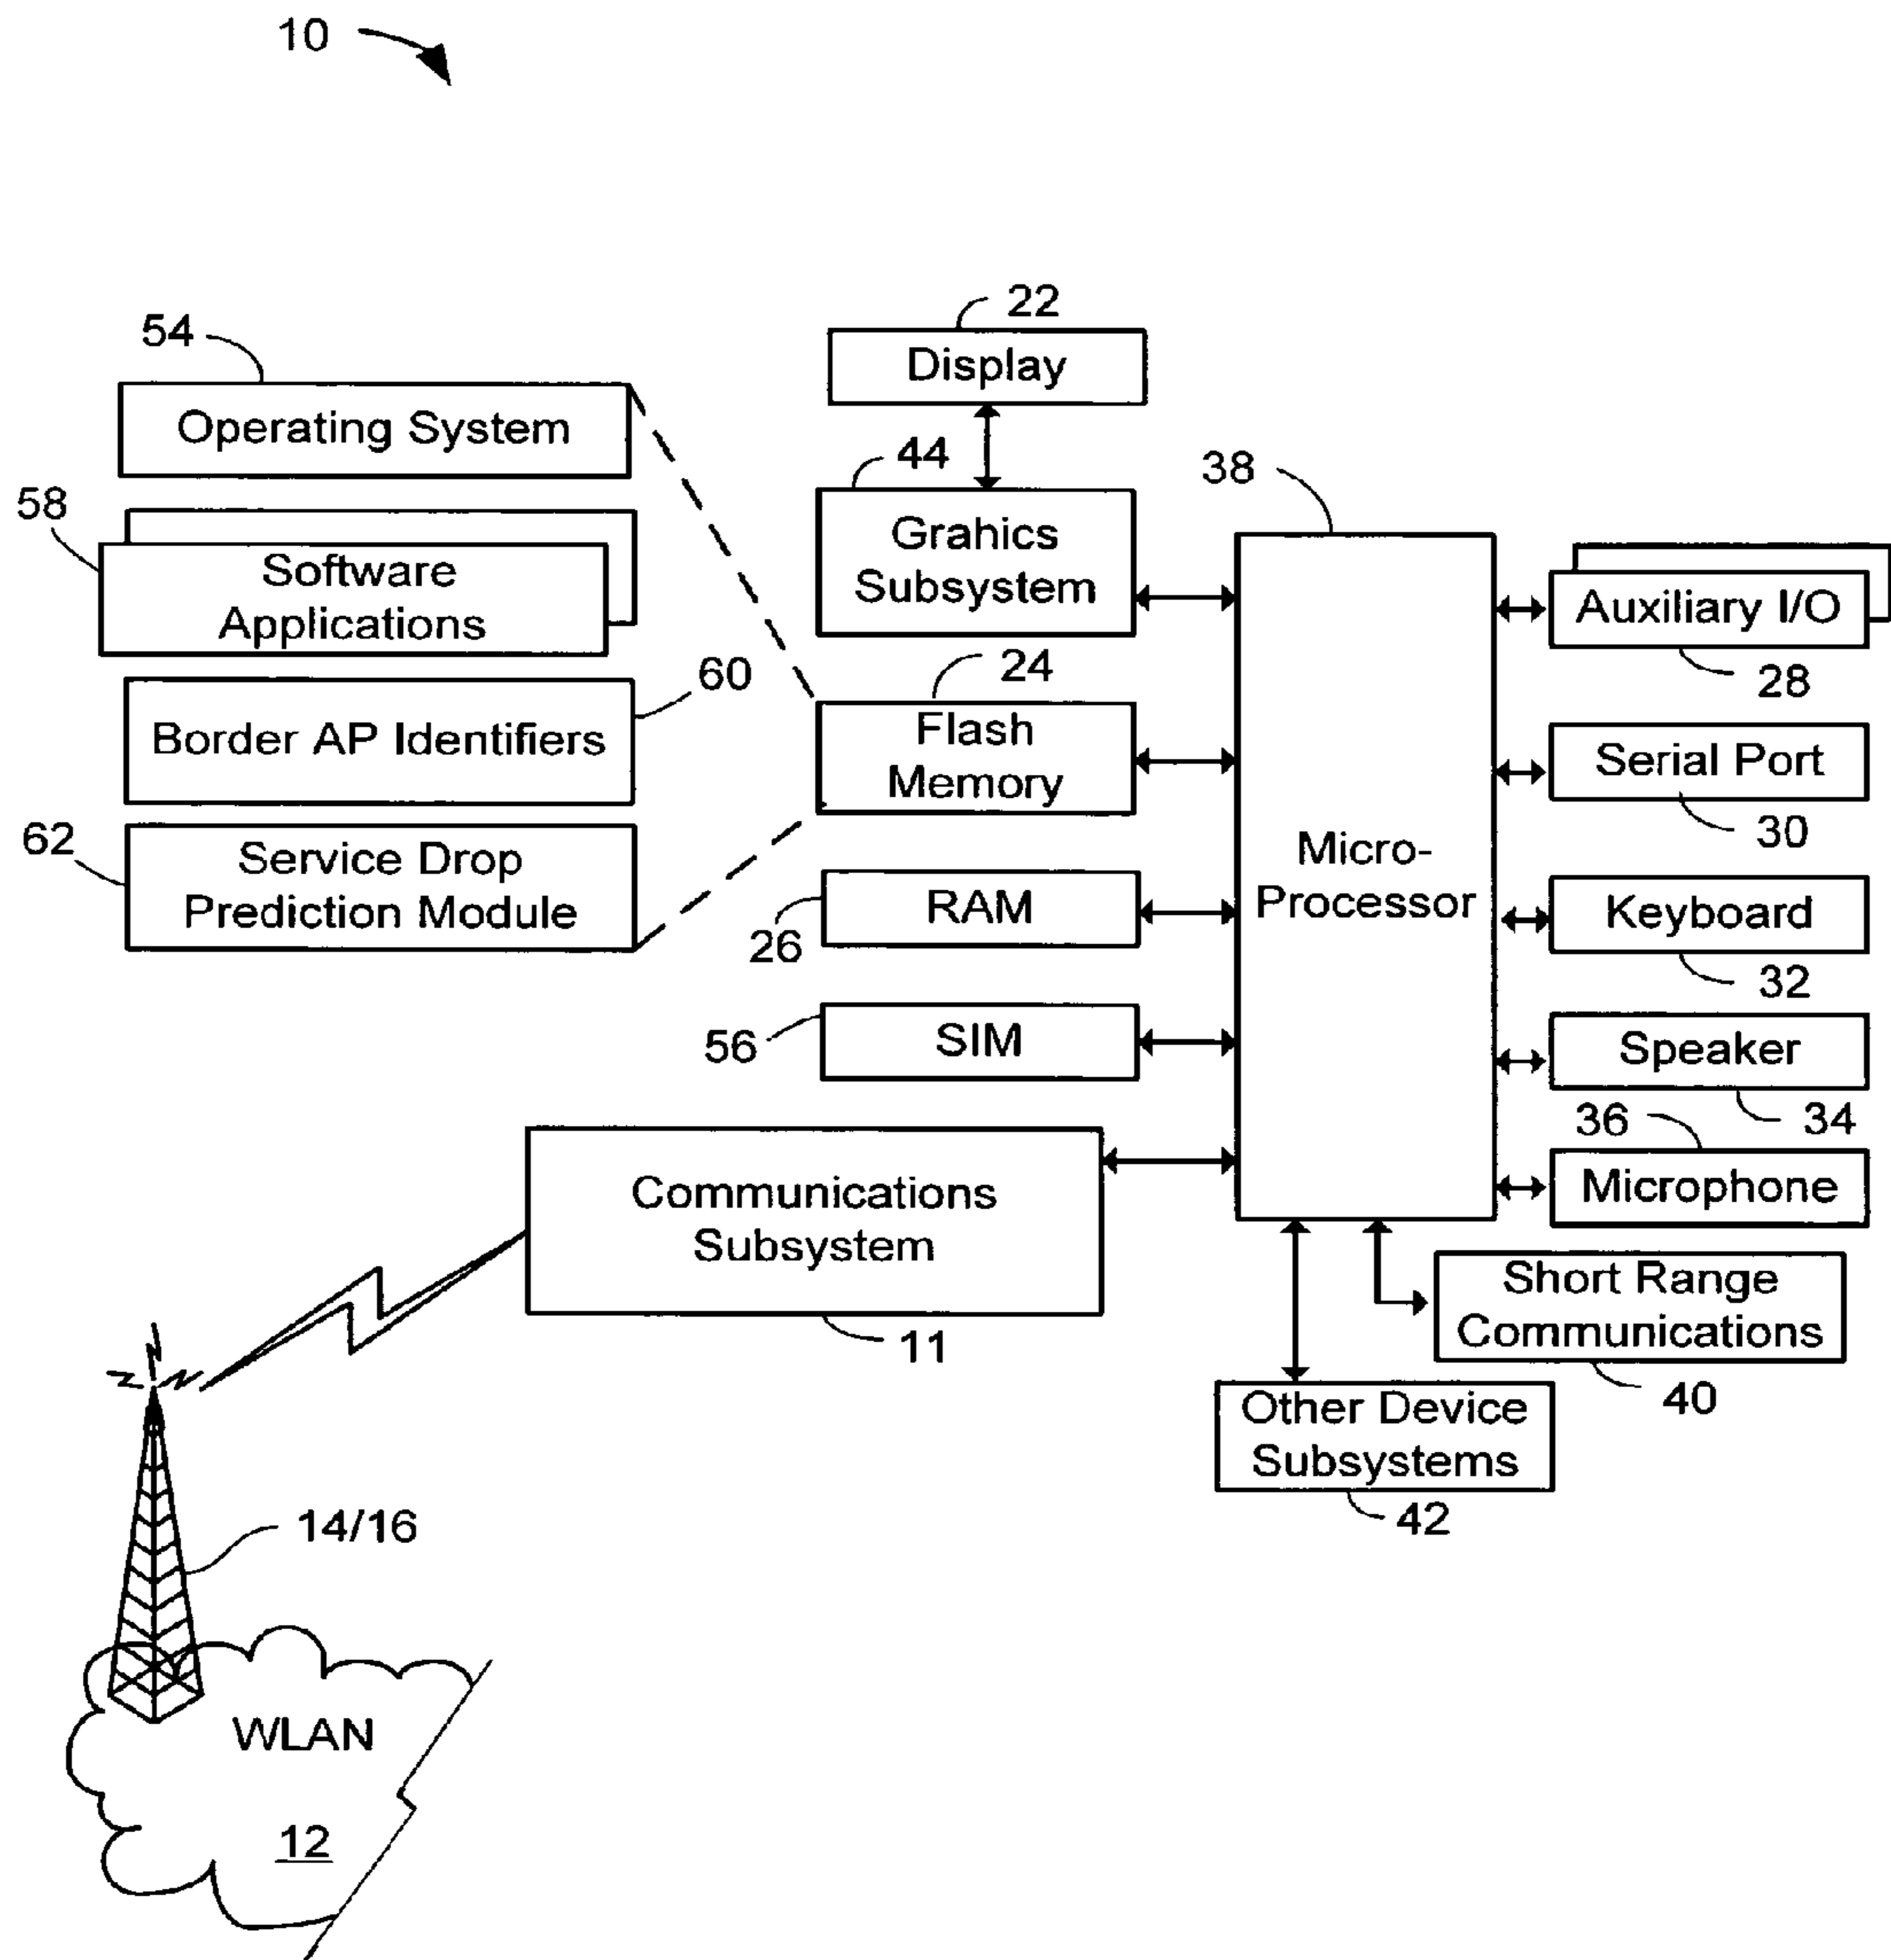 10
22
Display
54
Operating System
44
Grahics
Subsystem
38
58
Software
Applications
Auxiliary I/O
28
60
Border AP Identifiers
24
Flash
Memory
Serial Port
30
62
Service Drop
Prediction Module
26
RAM
Micro-
Processor
Keyboard
32
56
SIM
Speaker
34
36
Microphone
Communications
Subsystem
11
Short Range
Communications
40
Other Device
Subsystems
42
14/16
WLAN
12